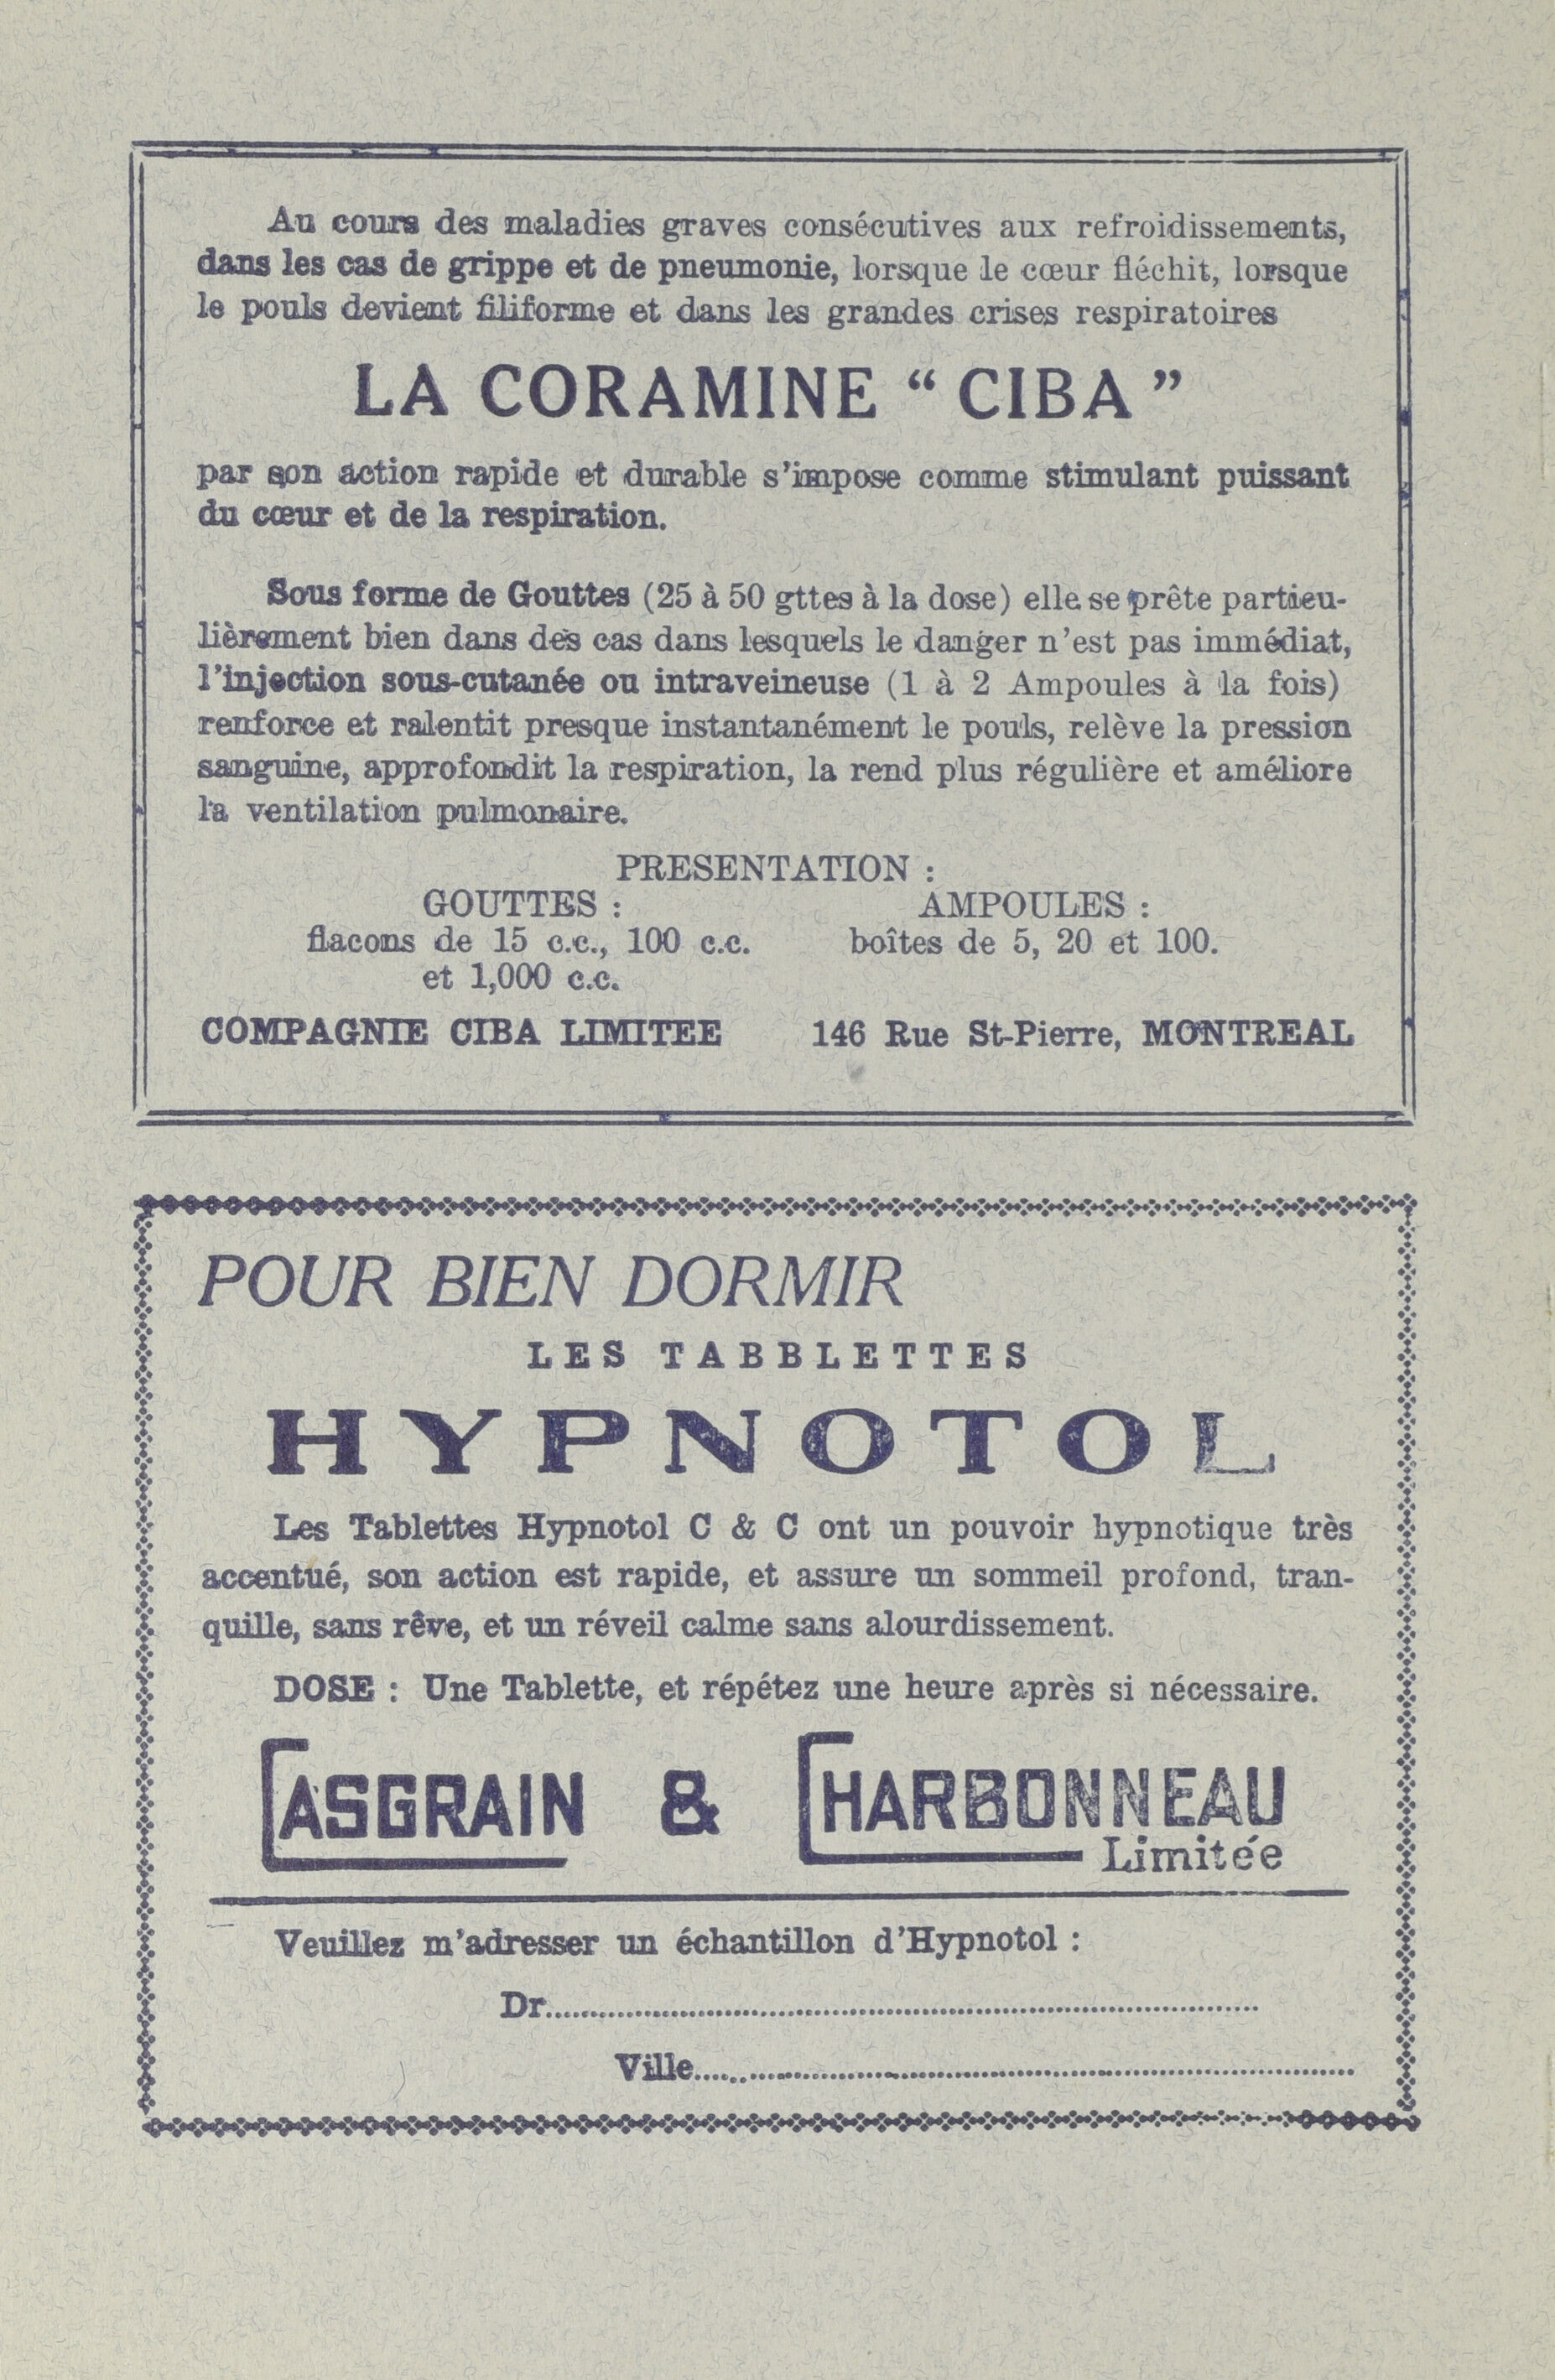 Au cours des maladies graves consécutives aux refroidissements,
dans les cas de grippe et de pneumonie, lorsque le cœur fléchit, lorsque
le pouls devient filiforme et dans les grandes crises respiratoires
LA CORAMINE “ CIBA ”
par son action rapide et durable s'impose comme stimulant puissant
du cœur et de la respiration.
Sous forme de Gouttes (25 à 50 gttes à la dose) elle se prête particu-
lièrement bien dans des cas dans lesquels le danger n'est pas immédiat,
l'injection sous-cutanée ou intraveineuse (1 à 2 Ampoules à la fois)
renforce et ralentit presque instantanément le pouls, relève la pression
sanguine, approfondit la respiration, la rend plus régulière et améliore
la ventilation pulmonaire.
PRESENTATION :
GOUTTES : AMPOULES :
flacons de 15 c.c., 100 c.c. boîtes de 5, 20 et 100.
et 1,000 c.c.
COMPAGNIE CIBA LIMITEE 146 Rue St-Pierre, MONTREAL
POUR BIEN DORMIR
LES TABBLETTES
HYPNOTOL
Les Tablettes Hypnotol C & C ont un pouvoir hypnotique très
accentué, son action est rapide, et assure un sommeil profond, tran-
quille, sans rêve, et un réveil calme sans alourdissement.
DOSE : Une Tablette, et répétez une heure après si nécessaire.
CASGRAIN & CHARBONNEAU
Limitée
Veuillez m'adresser un échantillon d'Hypnotol :
Dr....................
Ville....................